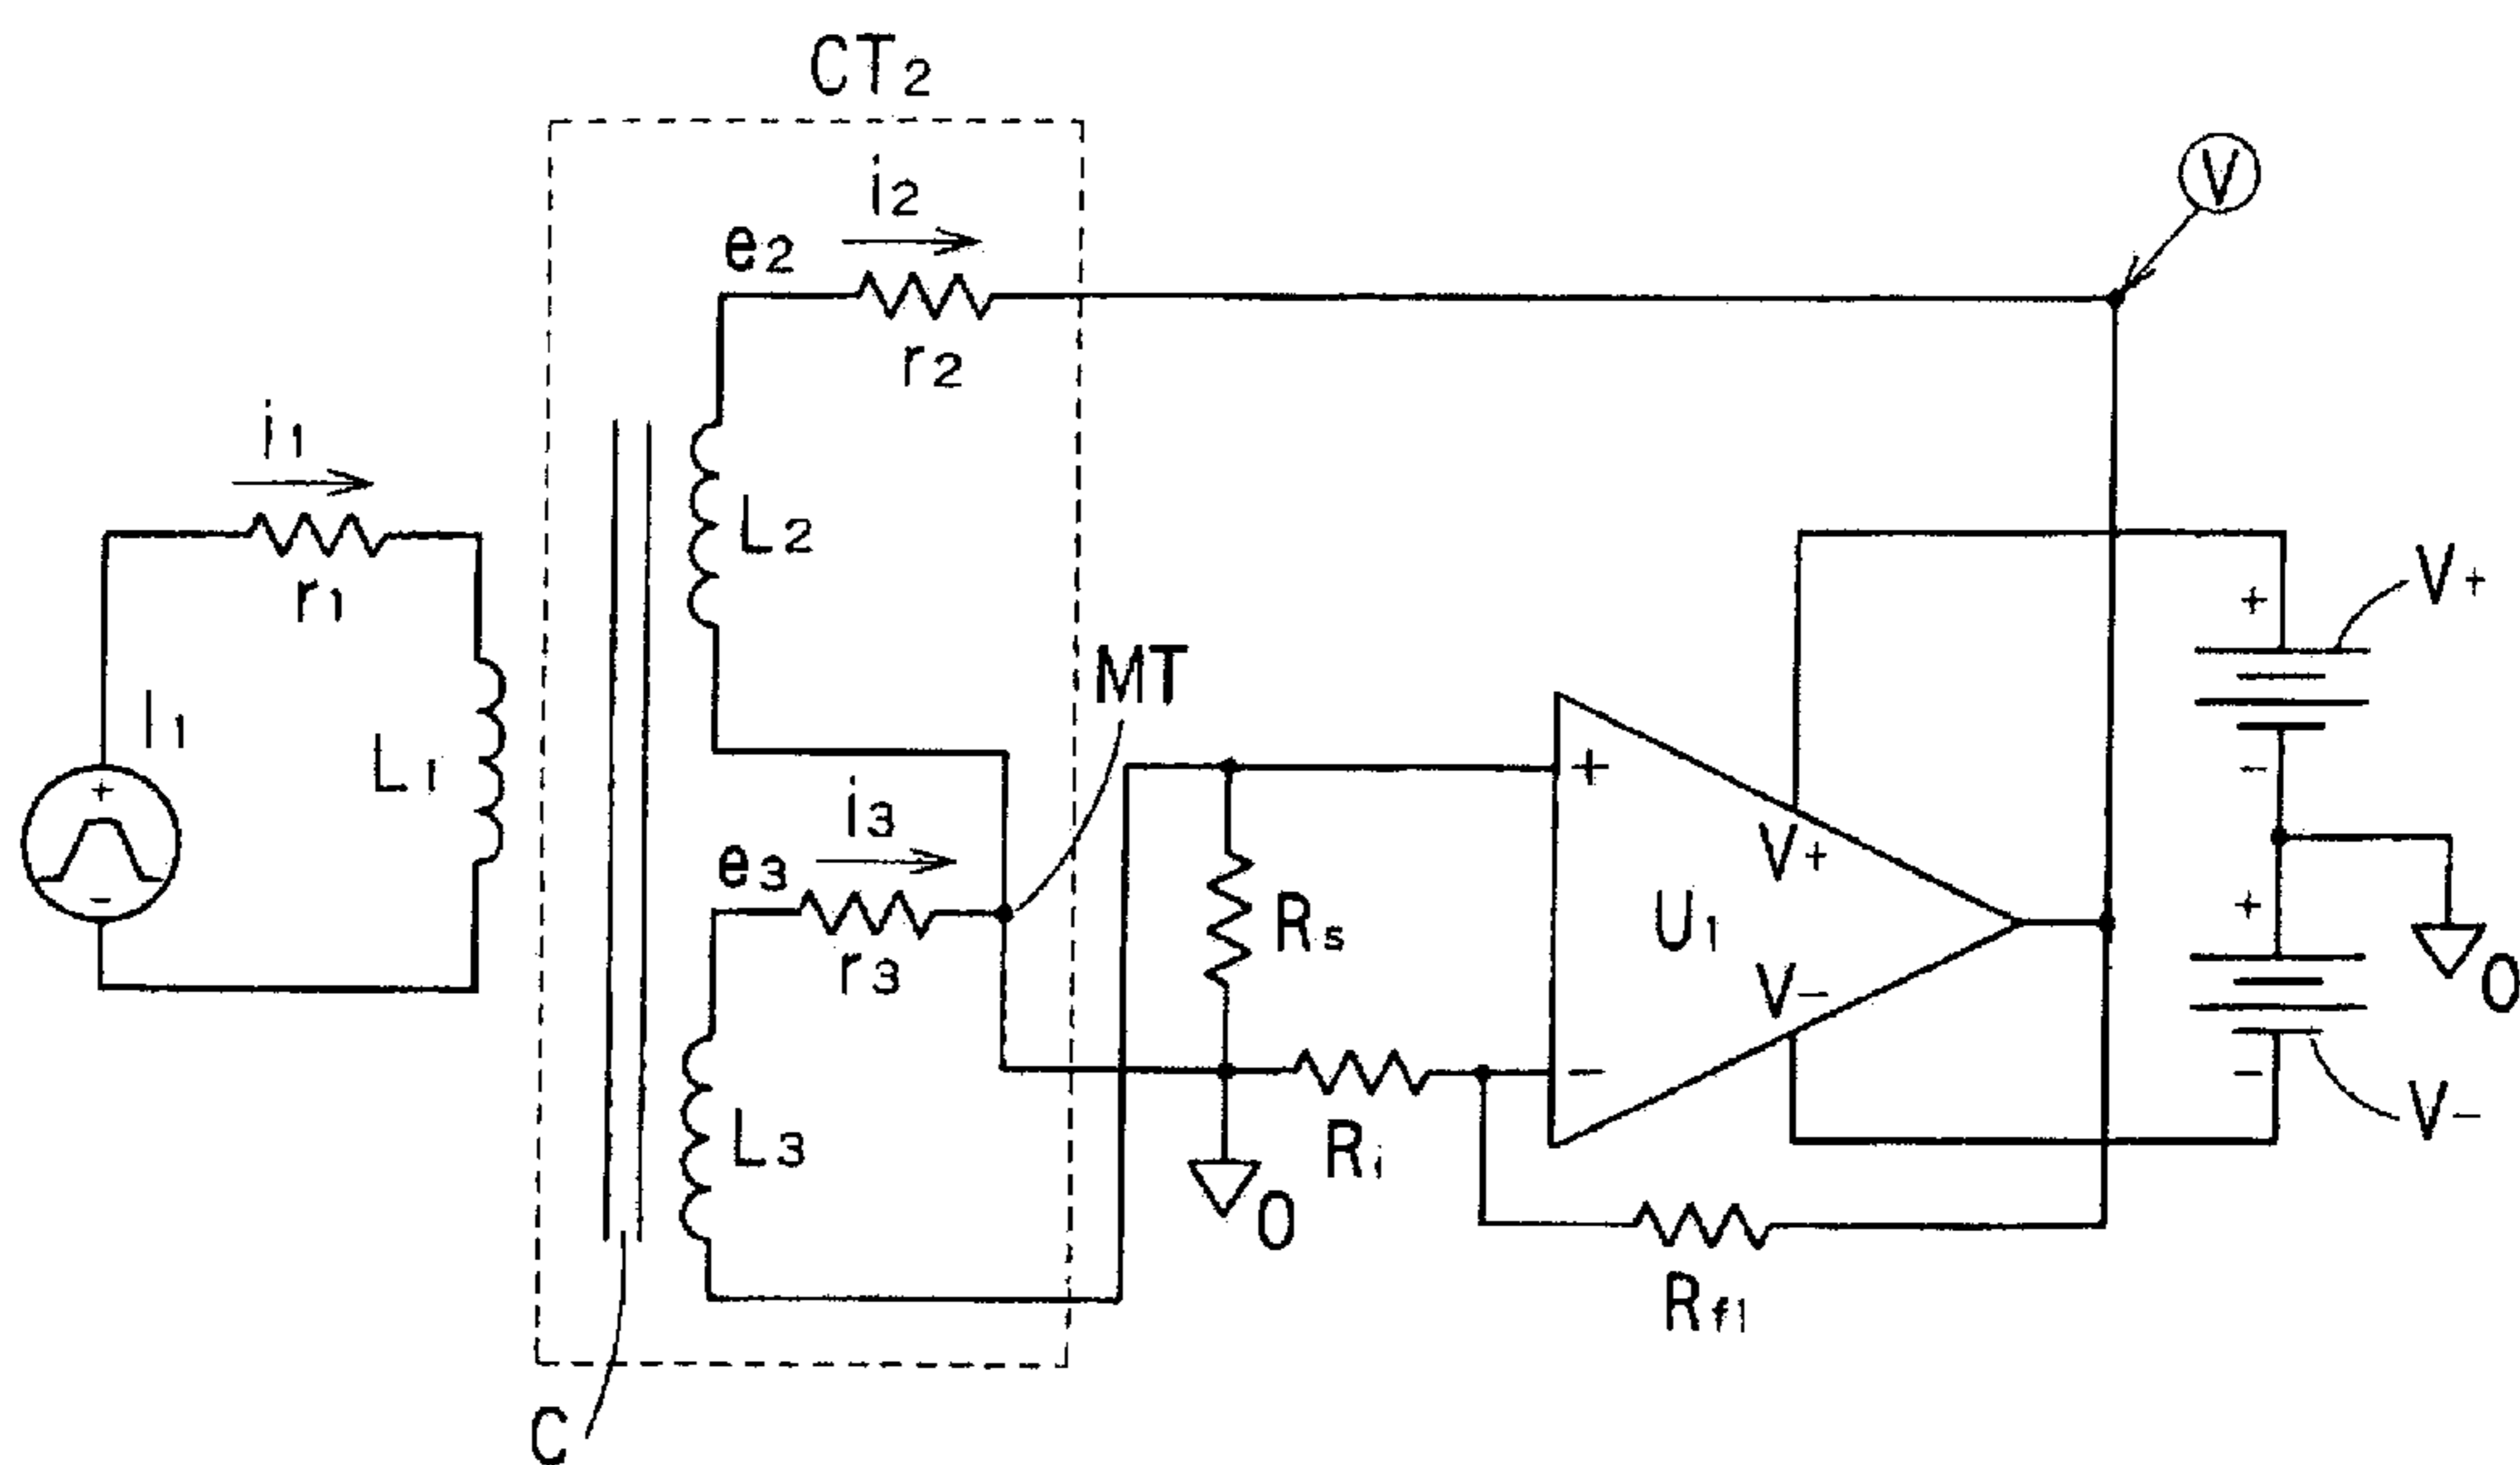 CT2
i2
e2
V
r2
i1
r1
L2
V+
+
MT
I1
L1
+
-
i3
e3
r3
+
V+
-
Rs
U1
V-
+
O
-
Ri
-
V-
L3
O
Rf1
C